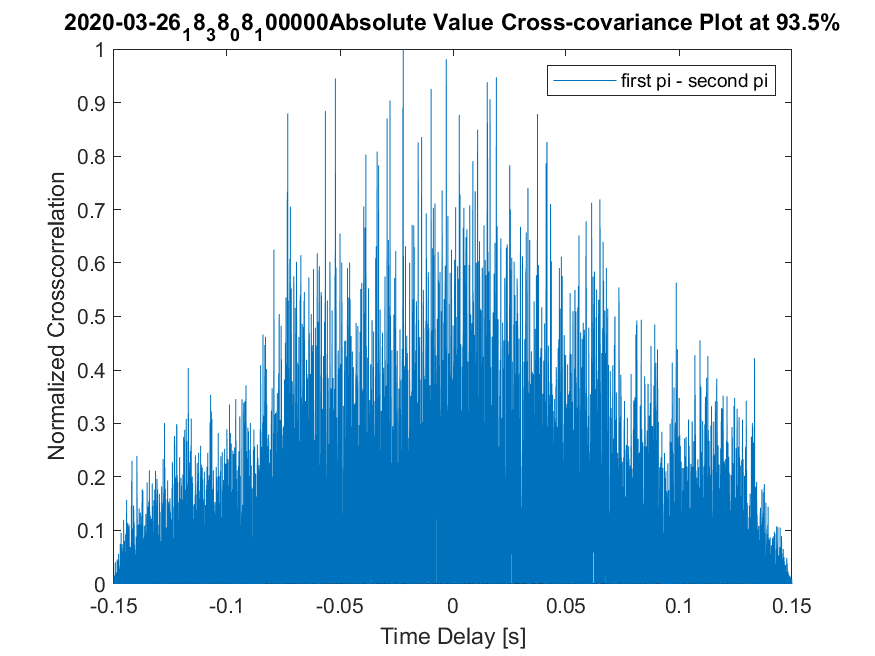 2020-03-26₁8₃8₀8₁00000Absolute Value Cross-covariance Plot at 93.5%
first pi - second pi
Normalized Crosscorrelation
1
0.9
0.8
0.7
0.6
0.5
0.4
0.3
0.2
0.1
0
-0.15 -0.1 -0.05 0 0.05 0.1 0.15
Time Delay [s]